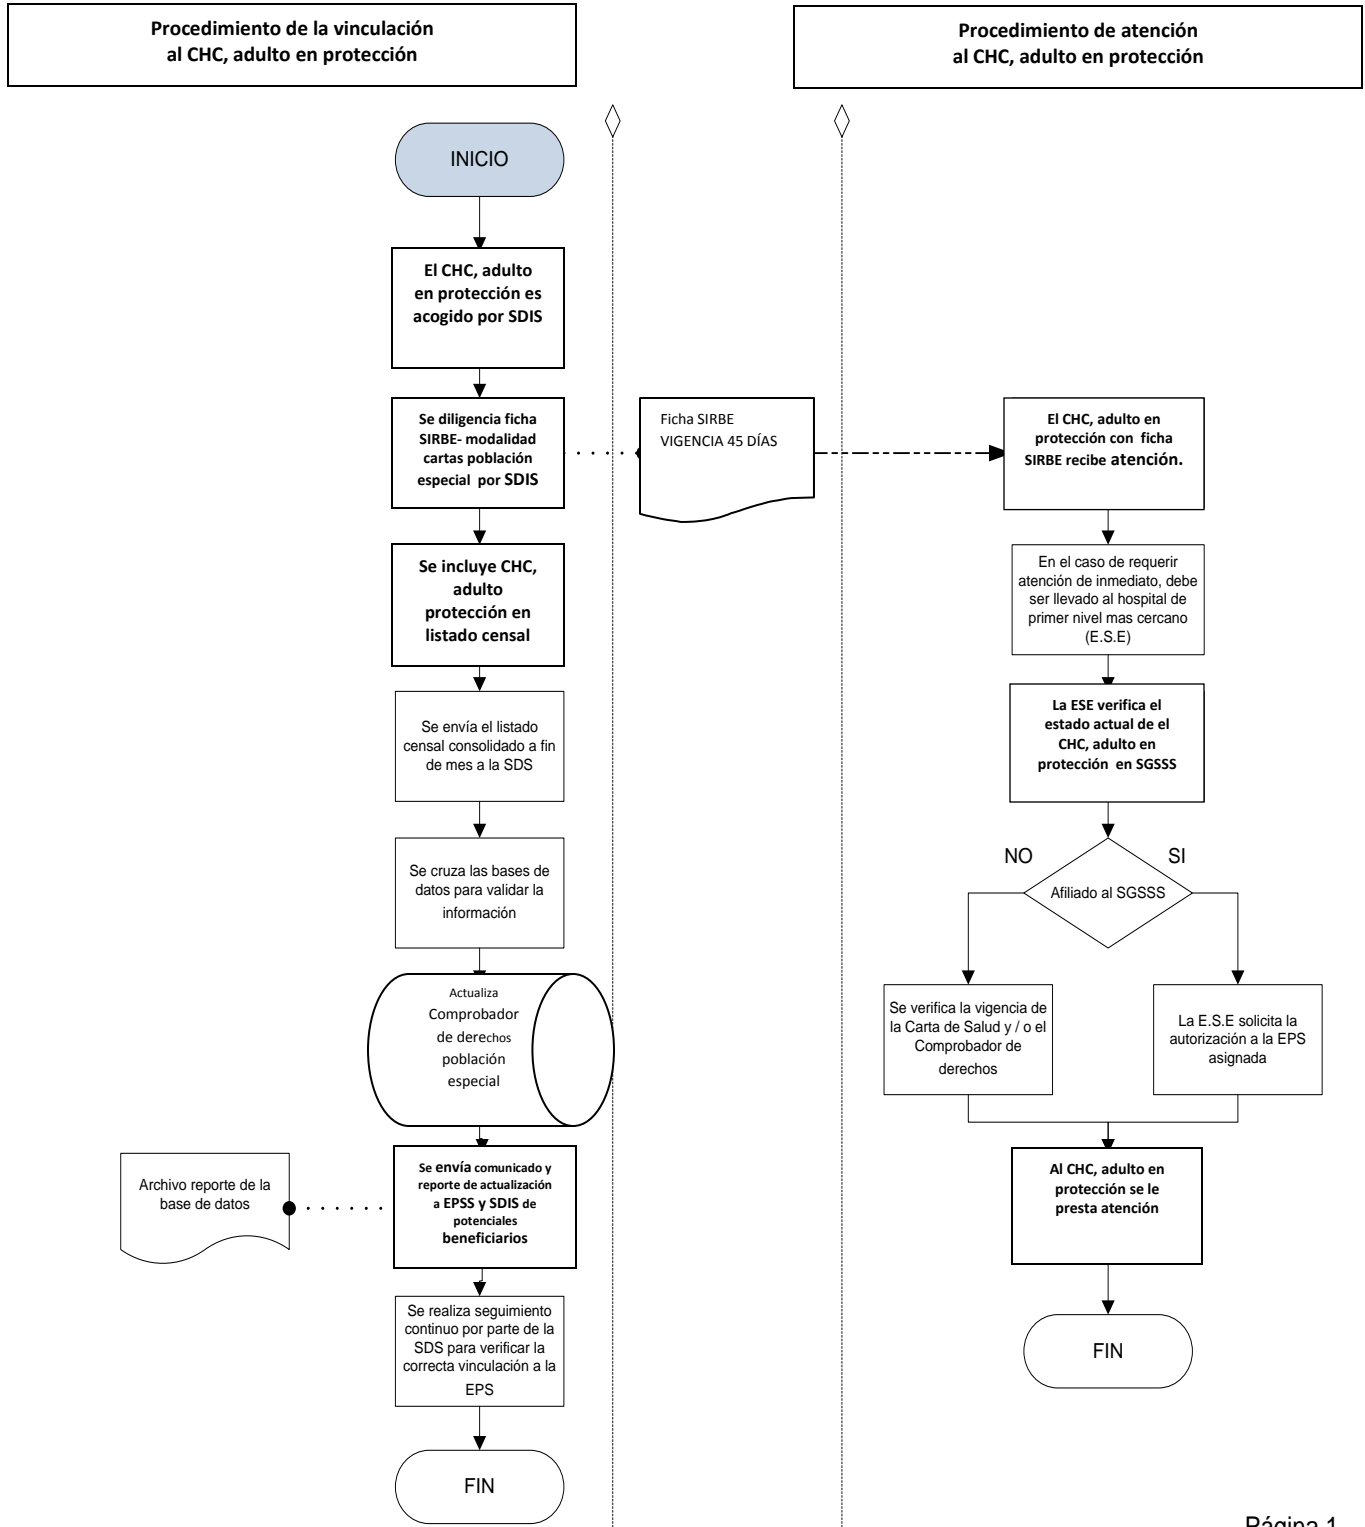 Procedimiento de la vinculación
al CHC, adulto en protección
Procedimiento de atención
al CHC, adulto en protección
INICIO
El CHC, adulto
en protección es
acogido por SDIS
Se diligencia ficha
SIRBE- modalidad
cartas población
especial por SDIS
Ficha SIRBE
VIGENCIA 45 DÍAS
Se incluye CHC,
adulto
protección en
listado censal
Se envía el listado
censal consolidado a fin
de mes a la SDS
Se cruza las bases de
datos para validar la
información
Actualiza
Comprobador
de derechos
población
especial
Se envía comunicado y
reporte de actualización
a EPSS y SDIS de
potenciales
beneficiarios
Archivo reporte de la
base de datos
Se realiza seguimiento
continuo por parte de la
SDS para verificar la
correcta vinculación a la
EPS
FIN
El CHC, adulto en
protección con ficha
SIRBE recibe atención.
En el caso de requerir
atención de inmediato, debe
ser llevado al hospital de
primer nivel mas cercano
(E.S.E)
La ESE verifica el
estado actual de el
CHC, adulto en
protección en SGSSS
NO
SI
Afiliado al SGSSS
Se verifica la vigencia de
la Carta de Salud y / o el
Comprobador de
derechos
La E.S.E solicita la
autorización a la EPS
asignada
Al CHC, adulto en
protección se le
presta atención
FIN
Página 1